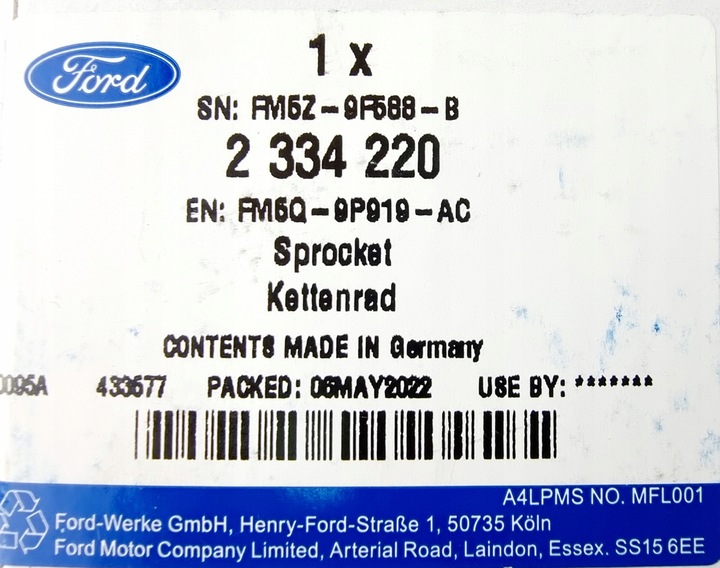 Ford
1 x
SN: FM5Z-9F588-B
2 334 220
EN: FM5Q-9P919-AC
Sprocket
Kettenrad
CONTENTS MADE IN Germany
0095A 433577 PACKED: 06MAY2022 USE BY: *******
A4LPMS NO. MFL001
Ford-Werke GmbH, Henry-Ford-Straße 1, 50735 Köln
Ford Motor Company Limited, Arterial Road, Laindon, Essex. SS15 6EE